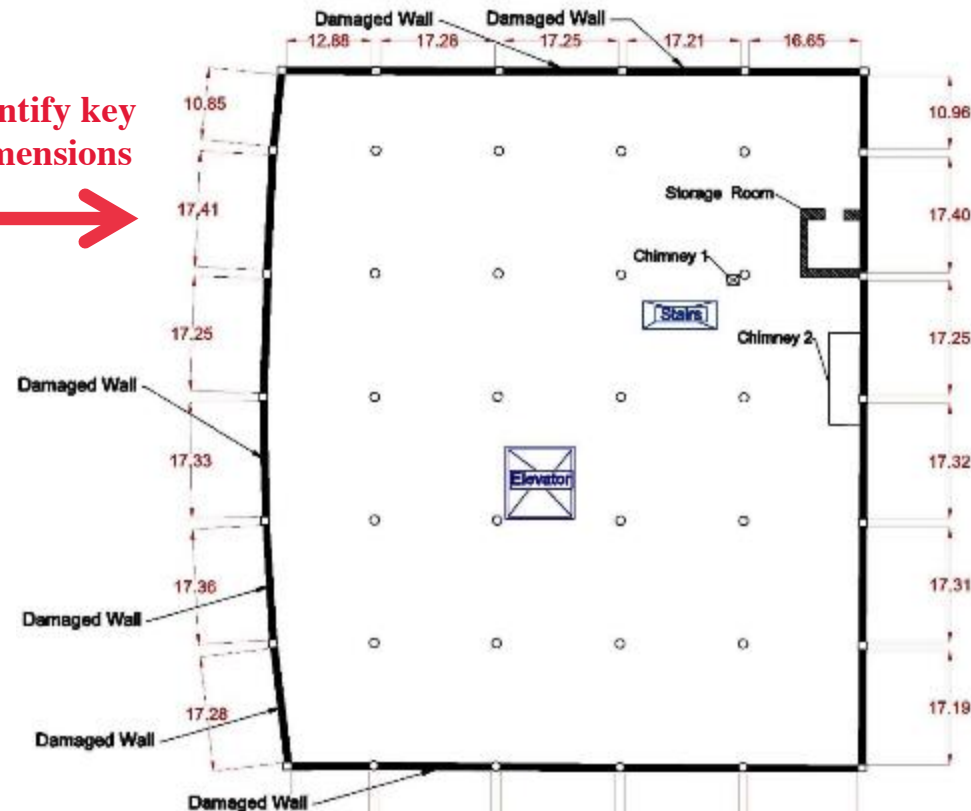 Damaged Wall Damaged Wall
12.88 17.26 17.25 17.21 16.65
ntify key
mensions
10.85
10.96
17.41
17.40
Storage Room
Chimney 1
Stairs
17.25
17.25
Chimney 2
Damaged Wall
17.33
17.32
Elevator
17.36
17.31
Damaged Wall
17.28
17.19
Damaged Wall
Damaged Wall